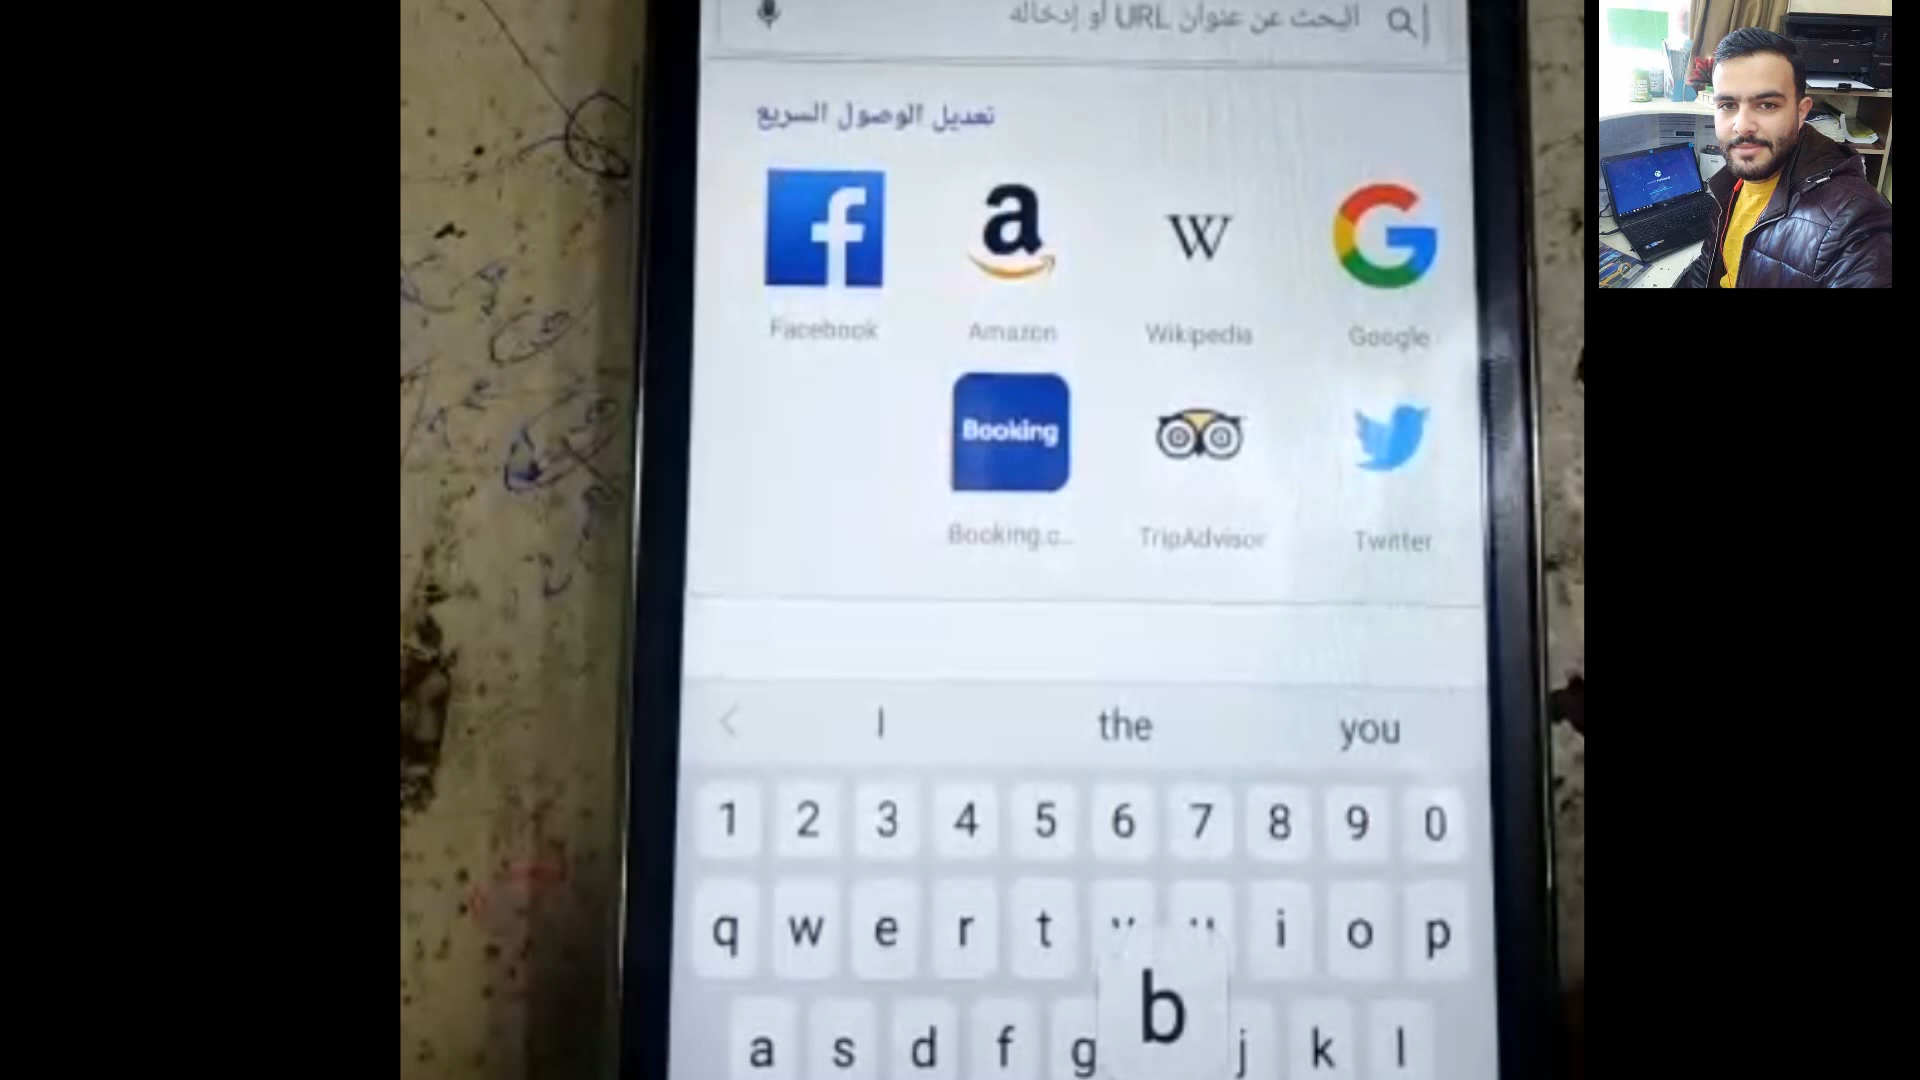 البحث عن عنوان URL أو إدخاله
تعديل الوصول السريع
Facebook
Amazon
Wikipedia
Google
Booking
Booking.c...
TripAdvisor
Twitter
I the you
1 2 3 4 5 6 7 8 9 0
q w e r t i o p
b
a s d f g j k l